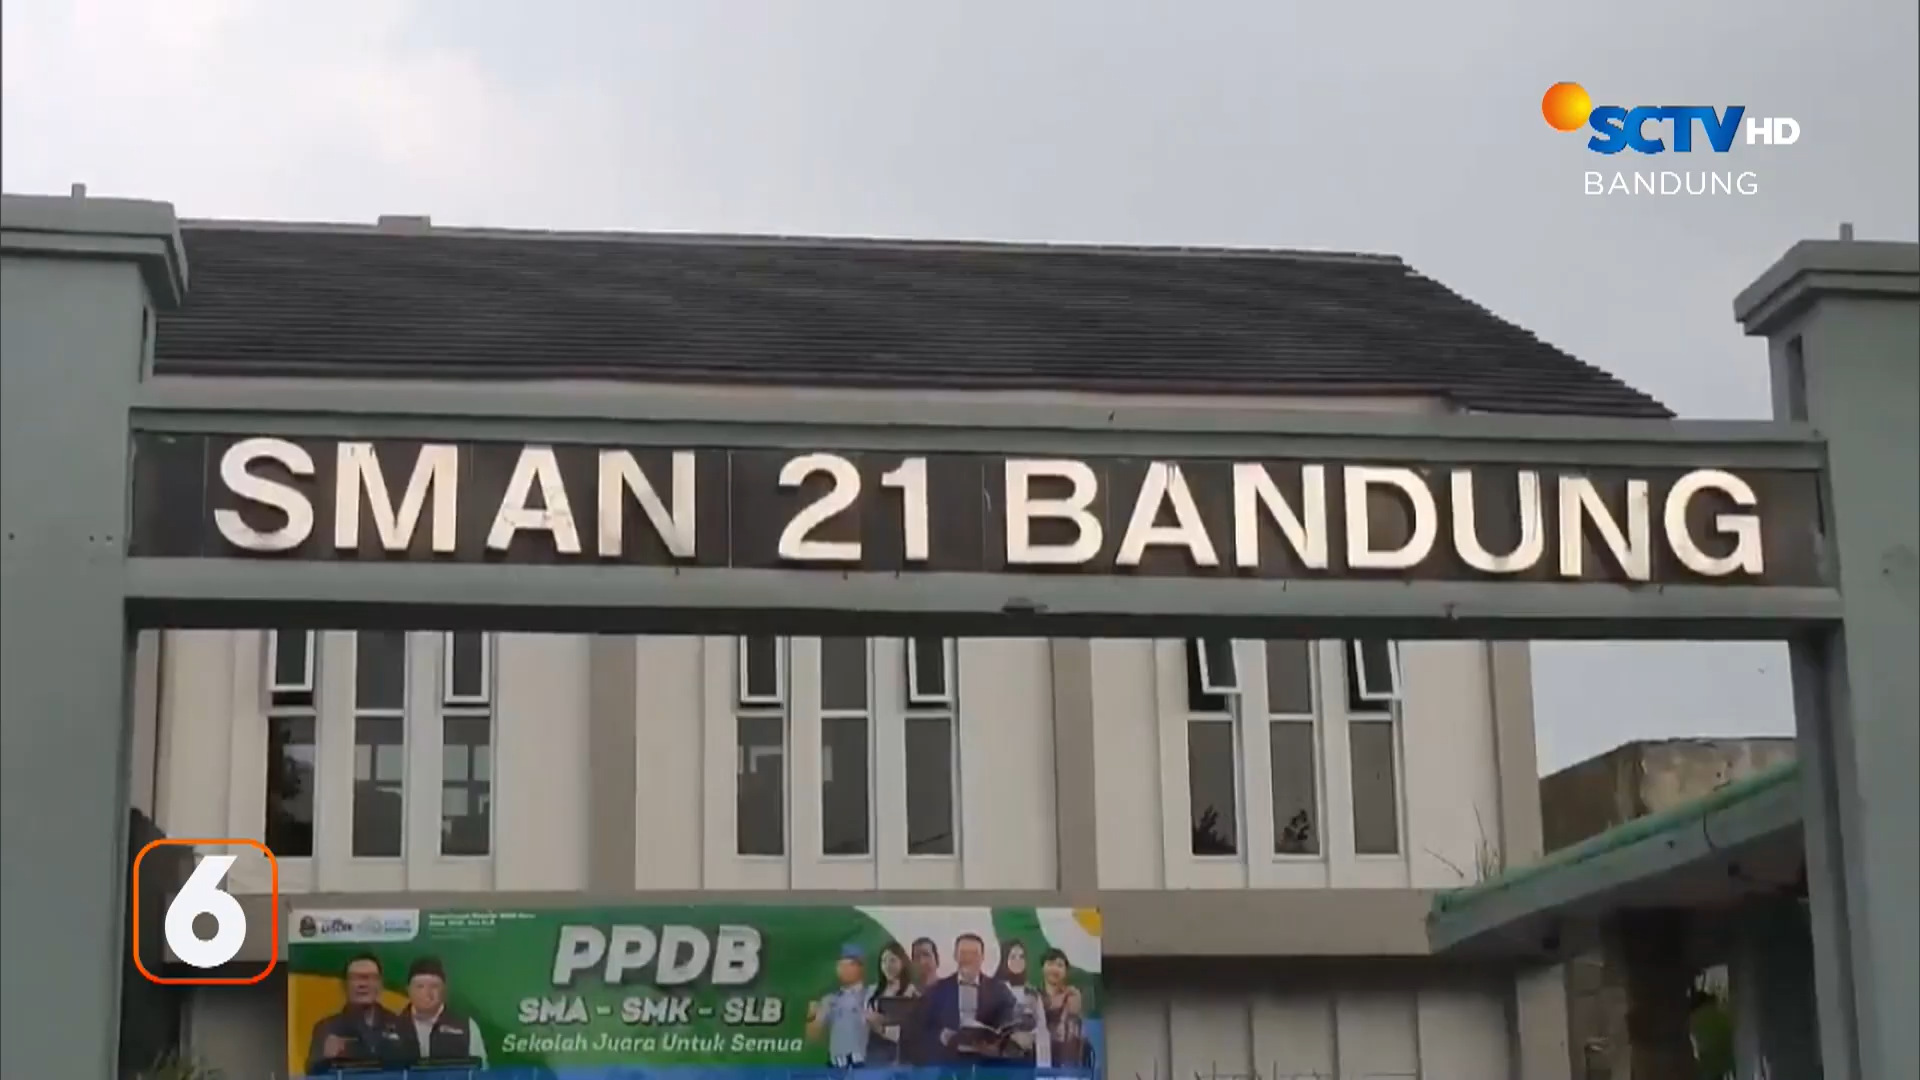 SCTV HD
BANDUNG
SMAN 21 BANDUNG
6
PPDB
SMA - SMK - SLB
Sekolah Juara Untuk Semua